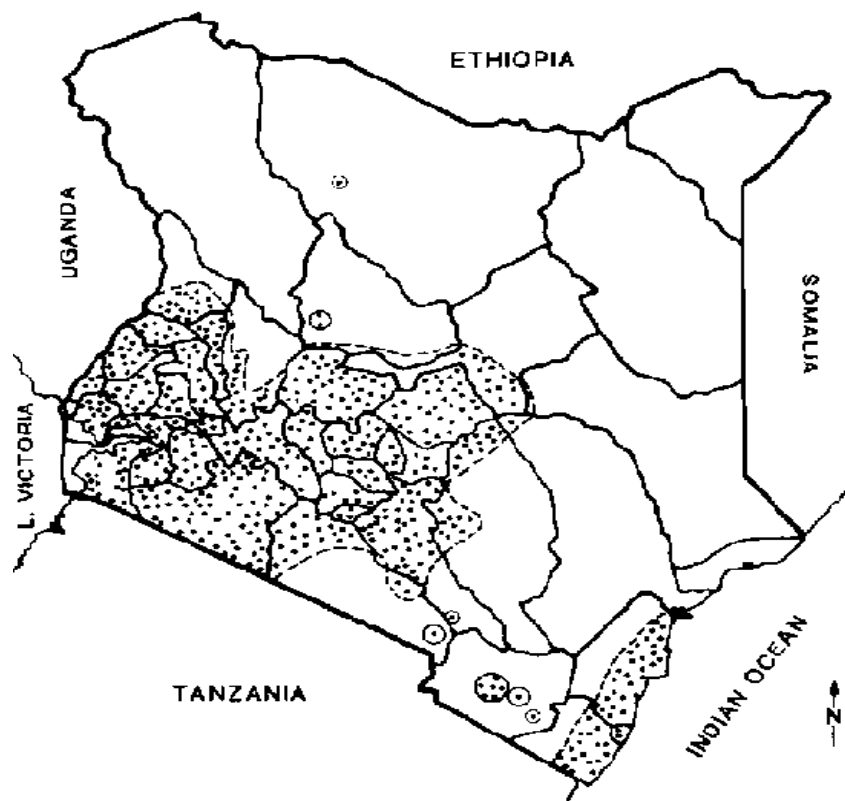 ETHIOPIA
UGANDA
SOMALIA
L. VICTORIA
TANZANIA
INDIAN OCEAN
N